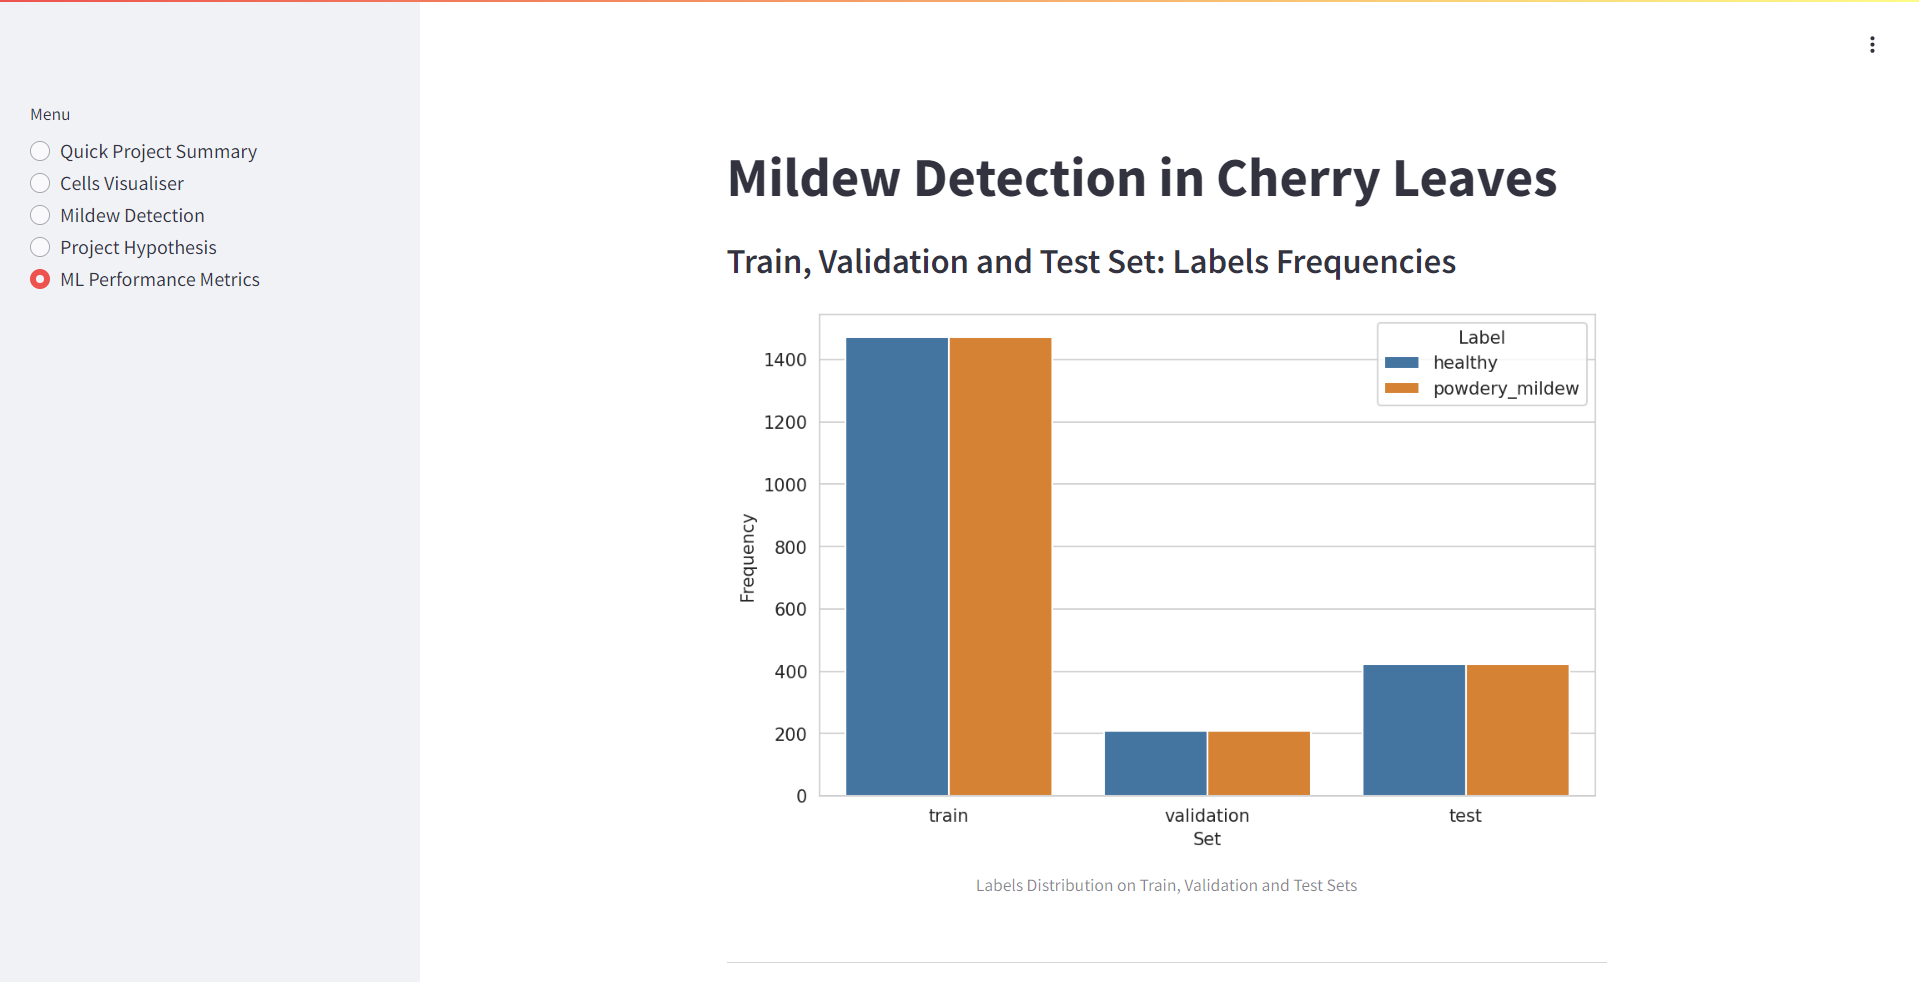 Menu
Quick Project Summary
Cells Visualiser
Mildew Detection
Project Hypothesis
ML Performance Metrics
Mildew Detection in Cherry Leaves
Train, Validation and Test Set: Labels Frequencies
Label
healthy
powdery_mildew
Frequency
1400
1200
1000
800
600
400
200
0
train validation test
Set
Labels Distribution on Train, Validation and Test Sets